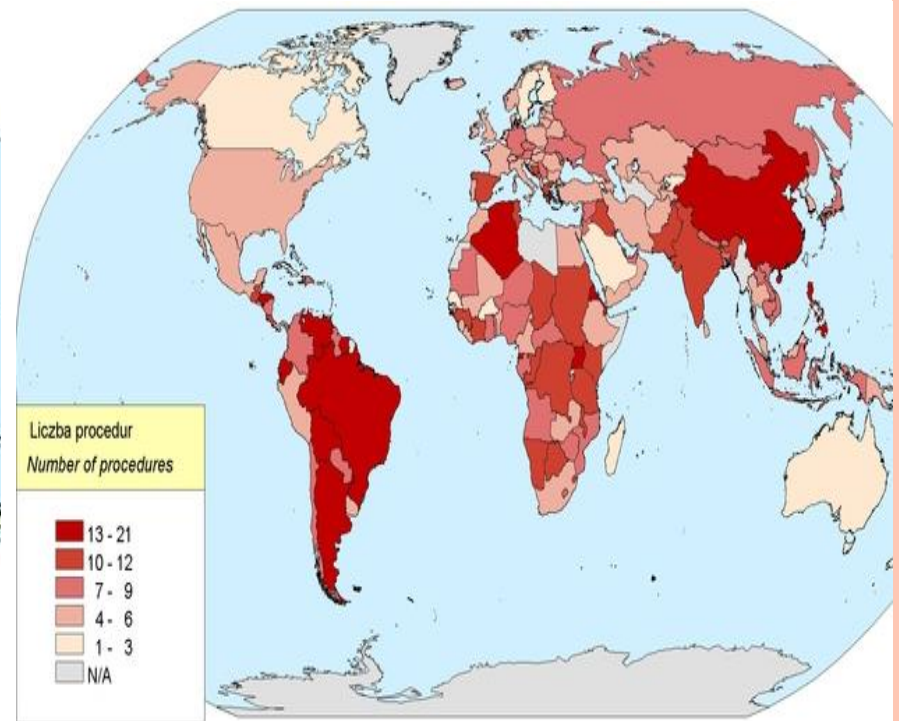 Liczba procedur
Number of procedures
13 - 21
10 - 12
7 - 9
4 - 6
1 - 3
N/A